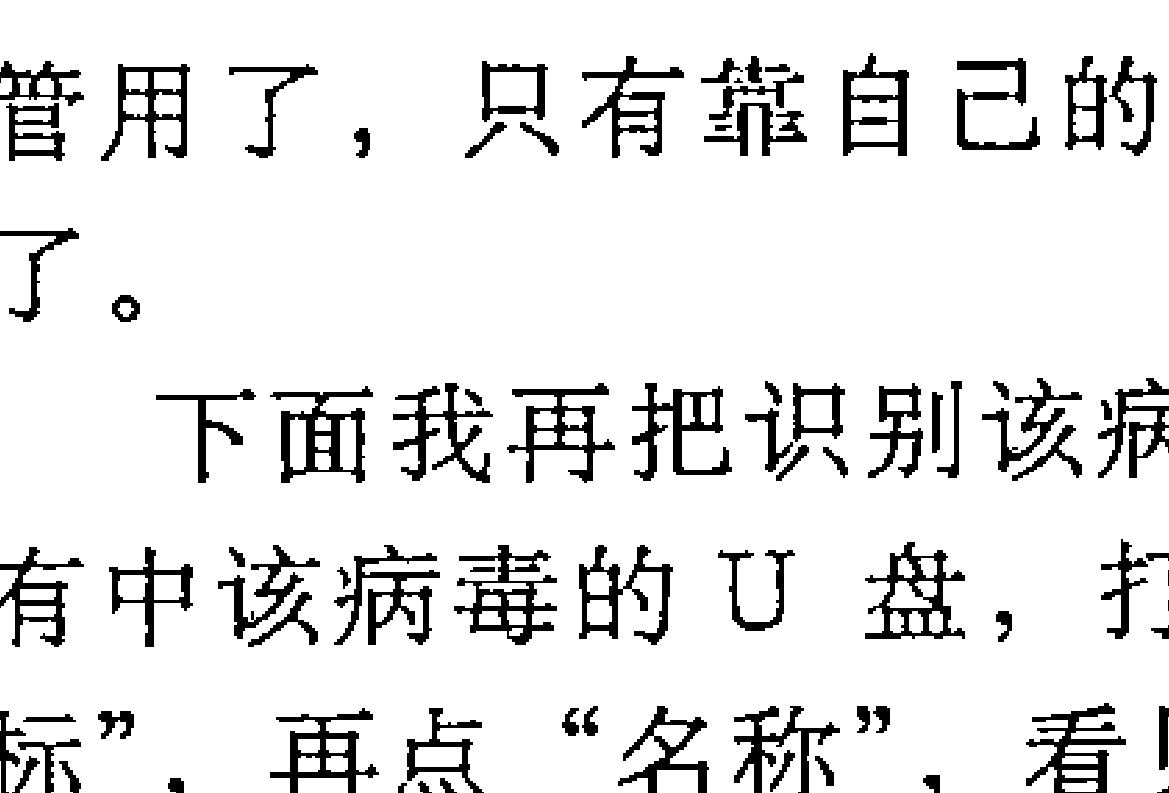 管用了，只有靠自己的
了。
下面我再把识别该病
有中该病毒的 U 盘，打
标”，再点“名称”，看